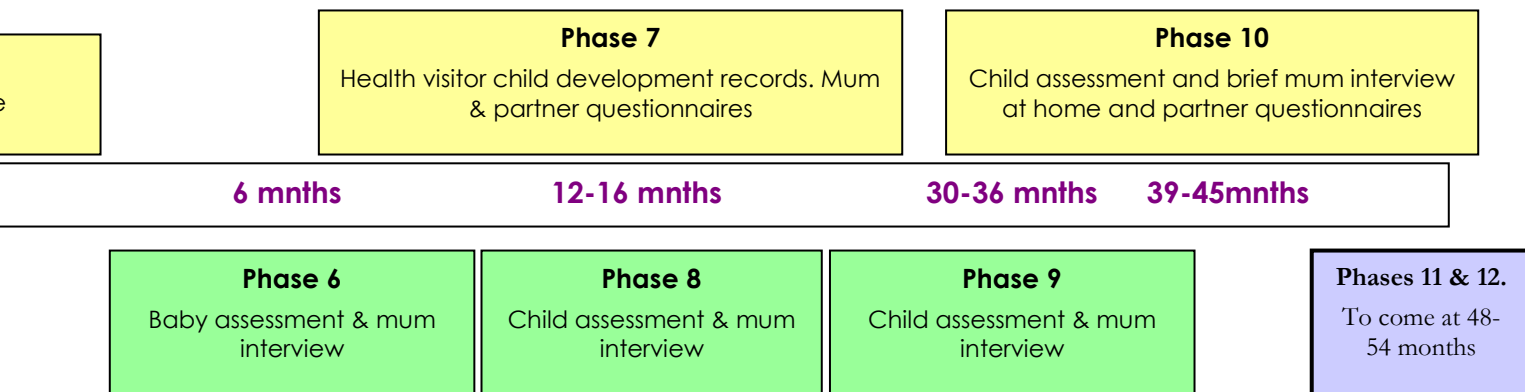 e
Phase 7
Health visitor child development records. Mum
& partner questionnaires
Phase 10
Child assessment and brief mum interview
at home and partner questionnaires
6 mnths
12-16 mnths
30-36 mnths
39-45mnths
Phase 6
Baby assessment & mum
interview
Phase 8
Child assessment & mum
interview
Phase 9
Child assessment & mum
interview
Phases 11 & 12.
To come at 48-
54 months